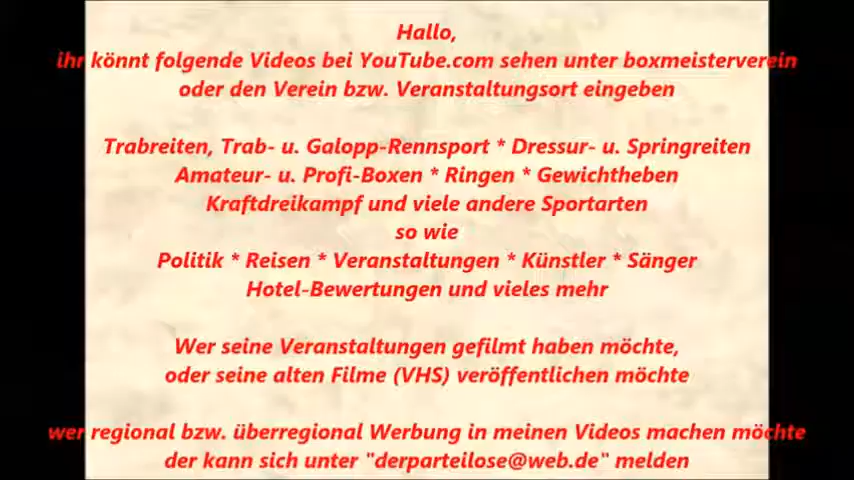 Hallo,
ihr könnt folgende Videos bei YouTube.com sehen unter boxmeisterverein
oder den Verein bzw. Veranstaltungsort eingeben
Trabreiten, Trab- u. Galopp-Rennsport * Dressur- u. Springreiten
Amateur- u. Profi-Boxen * Ringen * Gewichtheben
Kraftdreikampf und viele andere Sportarten
so wie
Politik * Reisen * Veranstaltungen * Künstler * Sänger
Hotel-Bewertungen und vieles mehr
Wer seine Veranstaltungen gefilmt haben möchte,
oder seine alten Filme (VHS) veröffentlichen möchte
wer regional bzw. überregional Werbung in meinen Videos machen möchte
der kann sich unter "derparteilose@web.de" melden